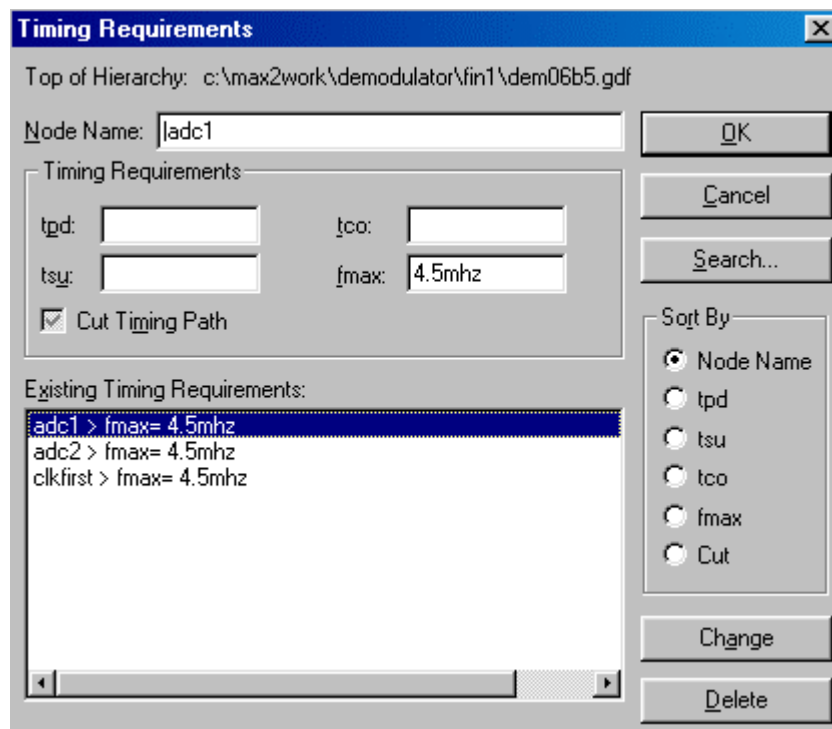 Timing Requirements
Top of Hierarchy: c:\max2work\demodulator\fin1\dem06b5.gdf
Node Name: |adc1
OK
Timing Requirements
Cancel
tpd:
tco:
Search...
tsu:
fmax: 4.5mhz
Cut Timing Path
Sort By
Node Name
Existing Timing Requirements:
tpd
adc1 > fmax= 4.5mhz
adc2 > fmax= 4.5mhz
tsu
clkfirst > fmax= 4.5mhz
tco
fmax
Cut
Change
Delete